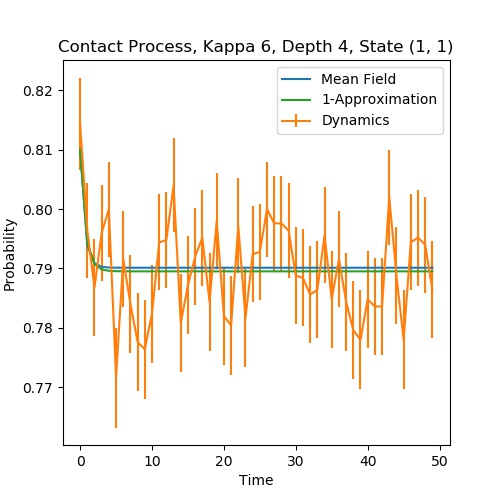 Contact Process, Kappa 6, Depth 4, State (1, 1)
Mean Field
1-Approximation
Dynamics
Probability
0.82
0.81
0.80
0.79
0.78
0.77
0 10 20 30 40 50
Time